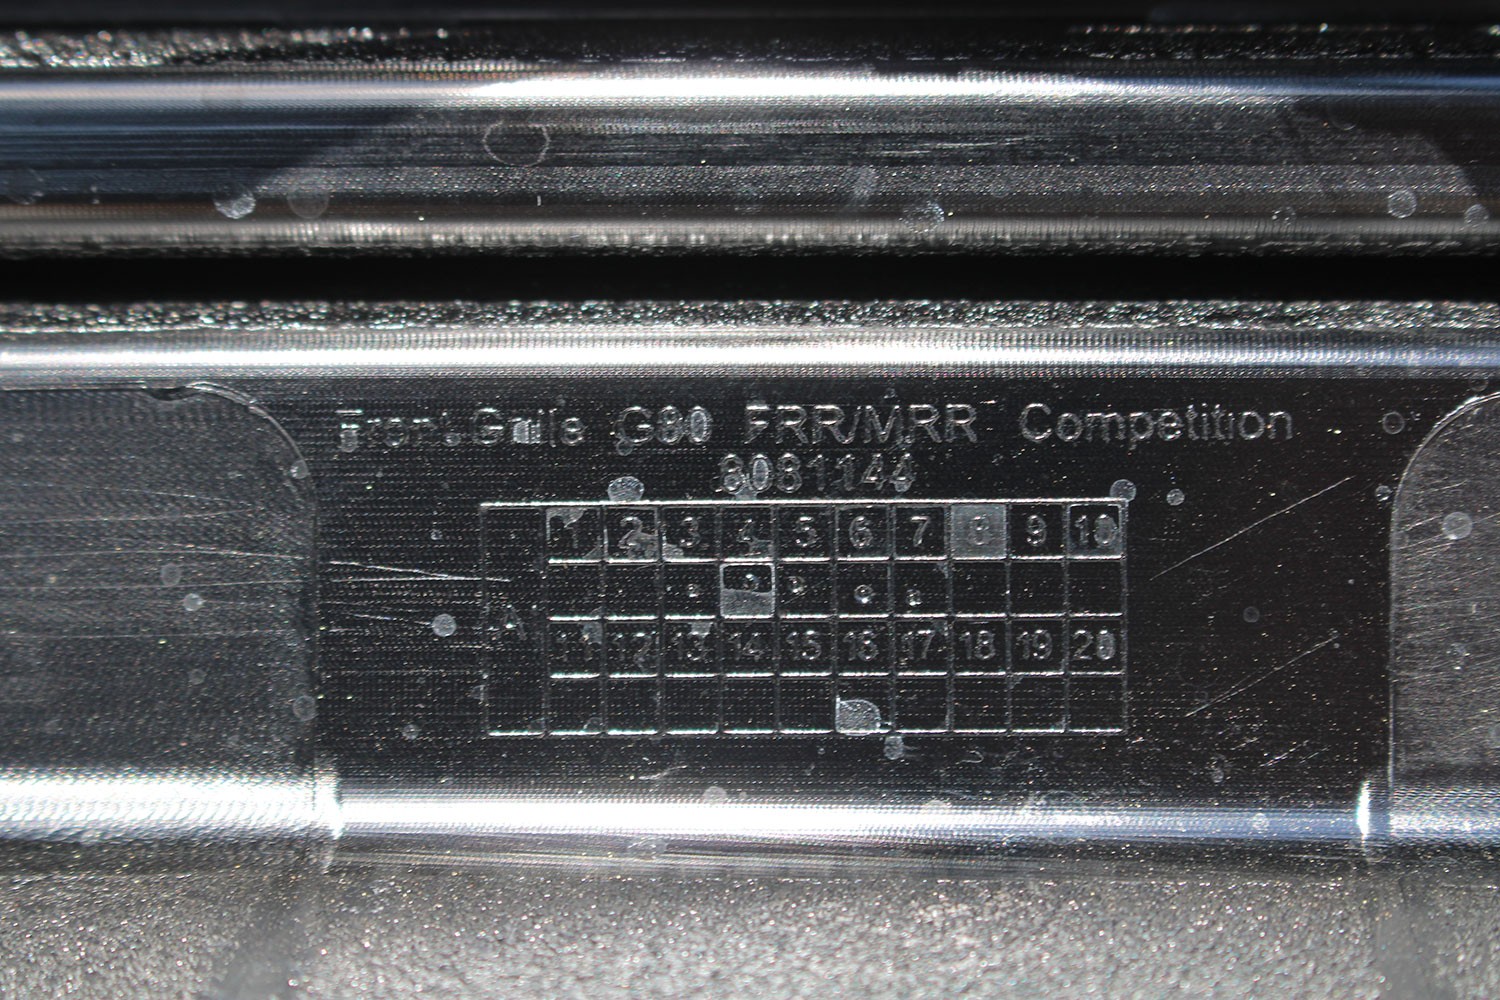 Front Grille G80 FRR/MRR Competition
8081144
1 2 3 4 5 6 7 8 9 10
11 12 13 14 15 16 17 18 19 20